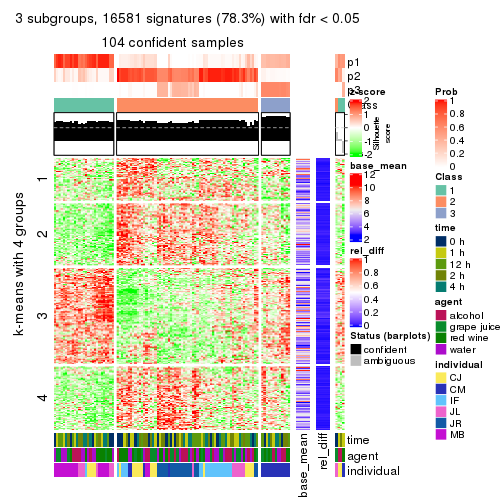 3 subgroups, 16581 signatures (78.3%) with fdr < 0.05
104 confident samples
p1
p2
p3
Class
Silhouette
score
k-means with 4 groups
1
2
3
4
base_mean
rel_diff
time
agent
individual
z-score
2
-2
base_mean
12
10
8
6
4
2
rel_diff
1
0.8
0.6
0.4
0.2
0
Status (barplots)
confident
ambiguous
Prob
1
0.8
0.6
0.4
0.2
0
Class
1
2
3
time
0 h
1 h
12 h
2 h
4 h
agent
alcohol
grape juice
red wine
water
individual
CJ
CM
IF
JL
JR
MB